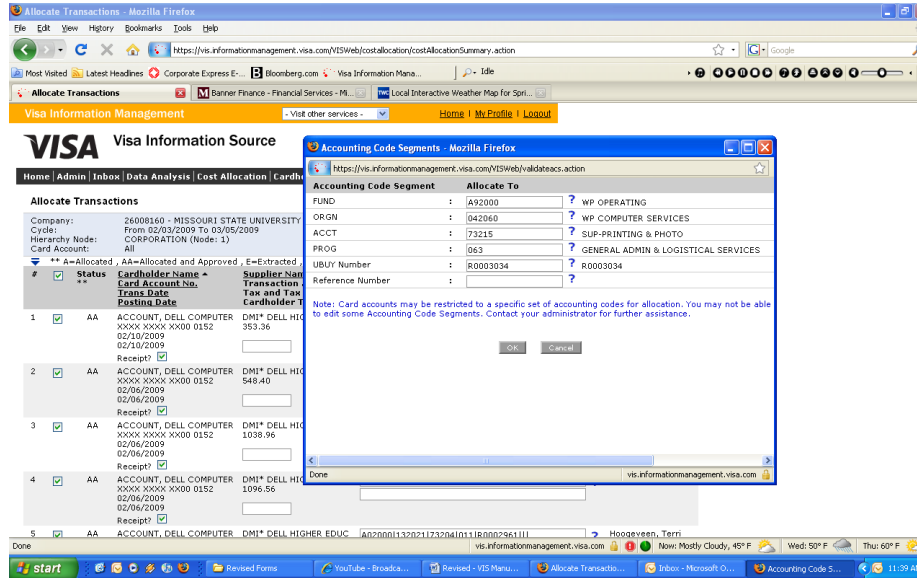 Allocate Transactions - Mozilla Firefox
File Edit View History Bookmarks Tools Help
https://vis.informationmanagement.visa.com/VISWeb/costallocation/costAllocationSummary.action
G Google
Most Visited Latest Headlines Corporate Express E-... Bloomberg.com Visa Information Mana... Idle
Allocate Transactions Banner Finance - Financial Services - Mi... TWC Local Interactive Weather Map for Spri...
Visa Information Management - Visit other services - Home | My Profile | Logout
VISA Visa Information Source
Home | Admin | Inbox | Data Analysis | Cost Allocation |
Allocate Transactions
Company: 26008160 - MISSOURI STATE UNIVERSITY
Cycle: From 02/03/2009 To 03/05/2009
Hierarchy Node: CORPORATION (Node: 1)
Card Account: All
** A=Allocated , AA=Allocated and Approved , E=Extracted ,
# Status ** Cardholder Name
Card Account No.
Trans Date
Posting Date
Supplier Nam
Transaction
Tax and Tax
Cardholder T
1 AA ACCOUNT, DELL COMPUTER DMI* DELL HIG
XXXX XXXX XX00 0152 353.36
02/10/2009
02/10/2009
Receipt?
2 AA ACCOUNT, DELL COMPUTER DMI* DELL HIG
XXXX XXXX XX00 0152 548.40
02/06/2009
02/06/2009
Receipt?
3 AA ACCOUNT, DELL COMPUTER DMI* DELL HIG
XXXX XXXX XX00 0152 1038.96
02/06/2009
02/06/2009
Receipt?
4 AA ACCOUNT, DELL COMPUTER DMI* DELL HIG
XXXX XXXX XX00 0152 1096.56
02/06/2009
02/06/2009
Receipt?
5 AA ACCOUNT, DELL COMPUTER DMI* DELL HIGHER EDUC A02000|132021|73204|011|R0002961||| ? Hoogeveen, Terri
Accounting Code Segments - Mozilla Firefox
https://vis.informationmanagement.visa.com/VISWeb/validateacs.action
Accounting Code Segment Allocate To
FUND : A92000 ? WP OPERATING
ORGN : 042060 ? WP COMPUTER SERVICES
ACCT : 73215 ? SUP-PRINTING & PHOTO
PROG : 063 ? GENERAL ADMIN & LOGISTICAL SERVICES
UBUY Number : R0003034 ? R0003034
Reference Number : ?
Note: Card accounts may be restricted to a specific set of accounting codes for allocation. You may not be able
to edit some Accounting Code Segments. Contact your administrator for further assistance.
OK Cancel
Done vis.informationmanagement.visa.com
Done vis.informationmanagement.visa.com Now: Mostly Cloudy, 45° F Wed: 50° F Thu: 60° F
start Revised Forms YouTube - Broadca... Revised - VIS Manu... Allocate Transactio... Inbox - Microsoft O... Accounting Code S... 11:39 A